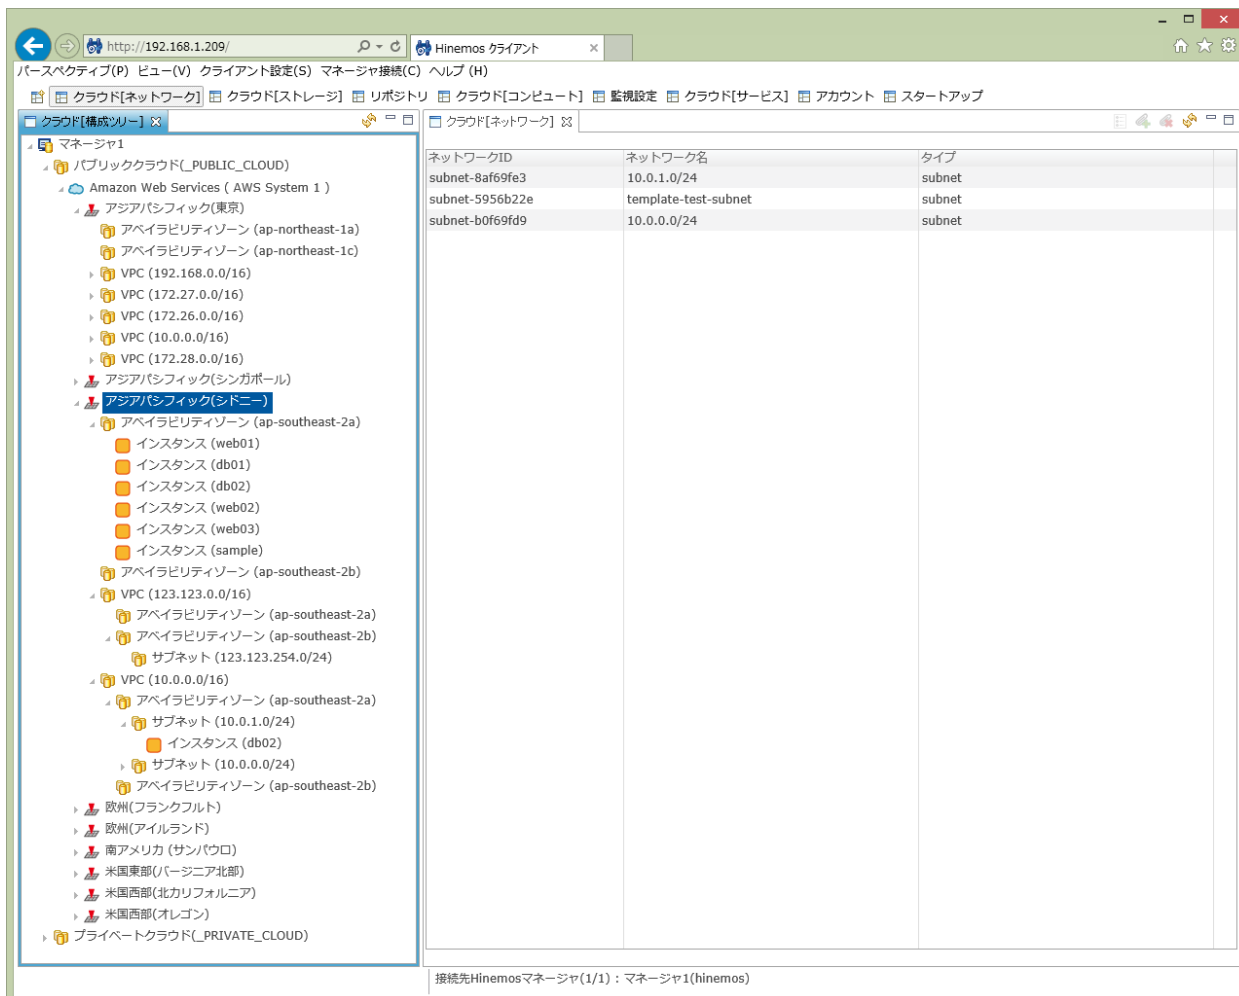 http://192.168.1.209/
Hinemos クライアント
パースペクティブ(P) ビュー(V) クライアント設定(S) マネージャ接続(C) ヘルプ (H)
クラウド[ネットワーク] クラウド[ストレージ] リポジトリ クラウド[コンピュート] 監視設定 クラウド[サービス] アカウント スタートアップ
クラウド[構成ツリー]
マネージャ1
パブリッククラウド(_PUBLIC_CLOUD)
Amazon Web Services ( AWS System 1 )
アジアパシフィック(東京)
アベイラビリティゾーン (ap-northeast-1a)
アベイラビリティゾーン (ap-northeast-1c)
VPC (192.168.0.0/16)
VPC (172.27.0.0/16)
VPC (172.26.0.0/16)
VPC (10.0.0.0/16)
VPC (172.28.0.0/16)
アジアパシフィック(シンガポール)
アジアパシフィック(シドニー)
アベイラビリティゾーン (ap-southeast-2a)
インスタンス (web01)
インスタンス (db01)
インスタンス (db02)
インスタンス (web02)
インスタンス (web03)
インスタンス (sample)
アベイラビリティゾーン (ap-southeast-2b)
VPC (123.123.0.0/16)
アベイラビリティゾーン (ap-southeast-2a)
アベイラビリティゾーン (ap-southeast-2b)
サブネット (123.123.254.0/24)
VPC (10.0.0.0/16)
アベイラビリティゾーン (ap-southeast-2a)
サブネット (10.0.1.0/24)
インスタンス (db02)
サブネット (10.0.0.0/24)
アベイラビリティゾーン (ap-southeast-2b)
欧州(フランクフルト)
欧州(アイルランド)
南アメリカ (サンパウロ)
米国東部(バージニア北部)
米国西部(北カリフォルニア)
米国西部(オレゴン)
プライベートクラウド(_PRIVATE_CLOUD)
クラウド[ネットワーク]
ネットワークID ネットワーク名 タイプ
subnet-8af69fe3 10.0.1.0/24 subnet
subnet-5956b22e template-test-subnet subnet
subnet-b0f69fd9 10.0.0.0/24 subnet
接続先Hinemosマネージャ(1/1) : マネージャ1(hinemos)